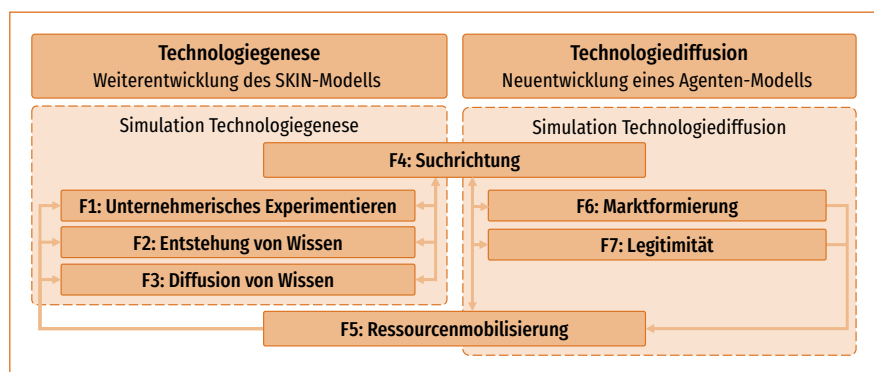 Technologiegenese
Weiterentwicklung des SKIN-Modells
Technologiediffusion
Neuentwicklung eines Agenten-Modells
Simulation Technologiegenese
Simulation Technologiediffusion
F4: Suchrichtung
F1: Unternehmerisches Experimentieren
F2: Entstehung von Wissen
F3: Diffusion von Wissen
F6: Marktformierung
F7: Legitimität
F5: Ressourcenmobilisierung